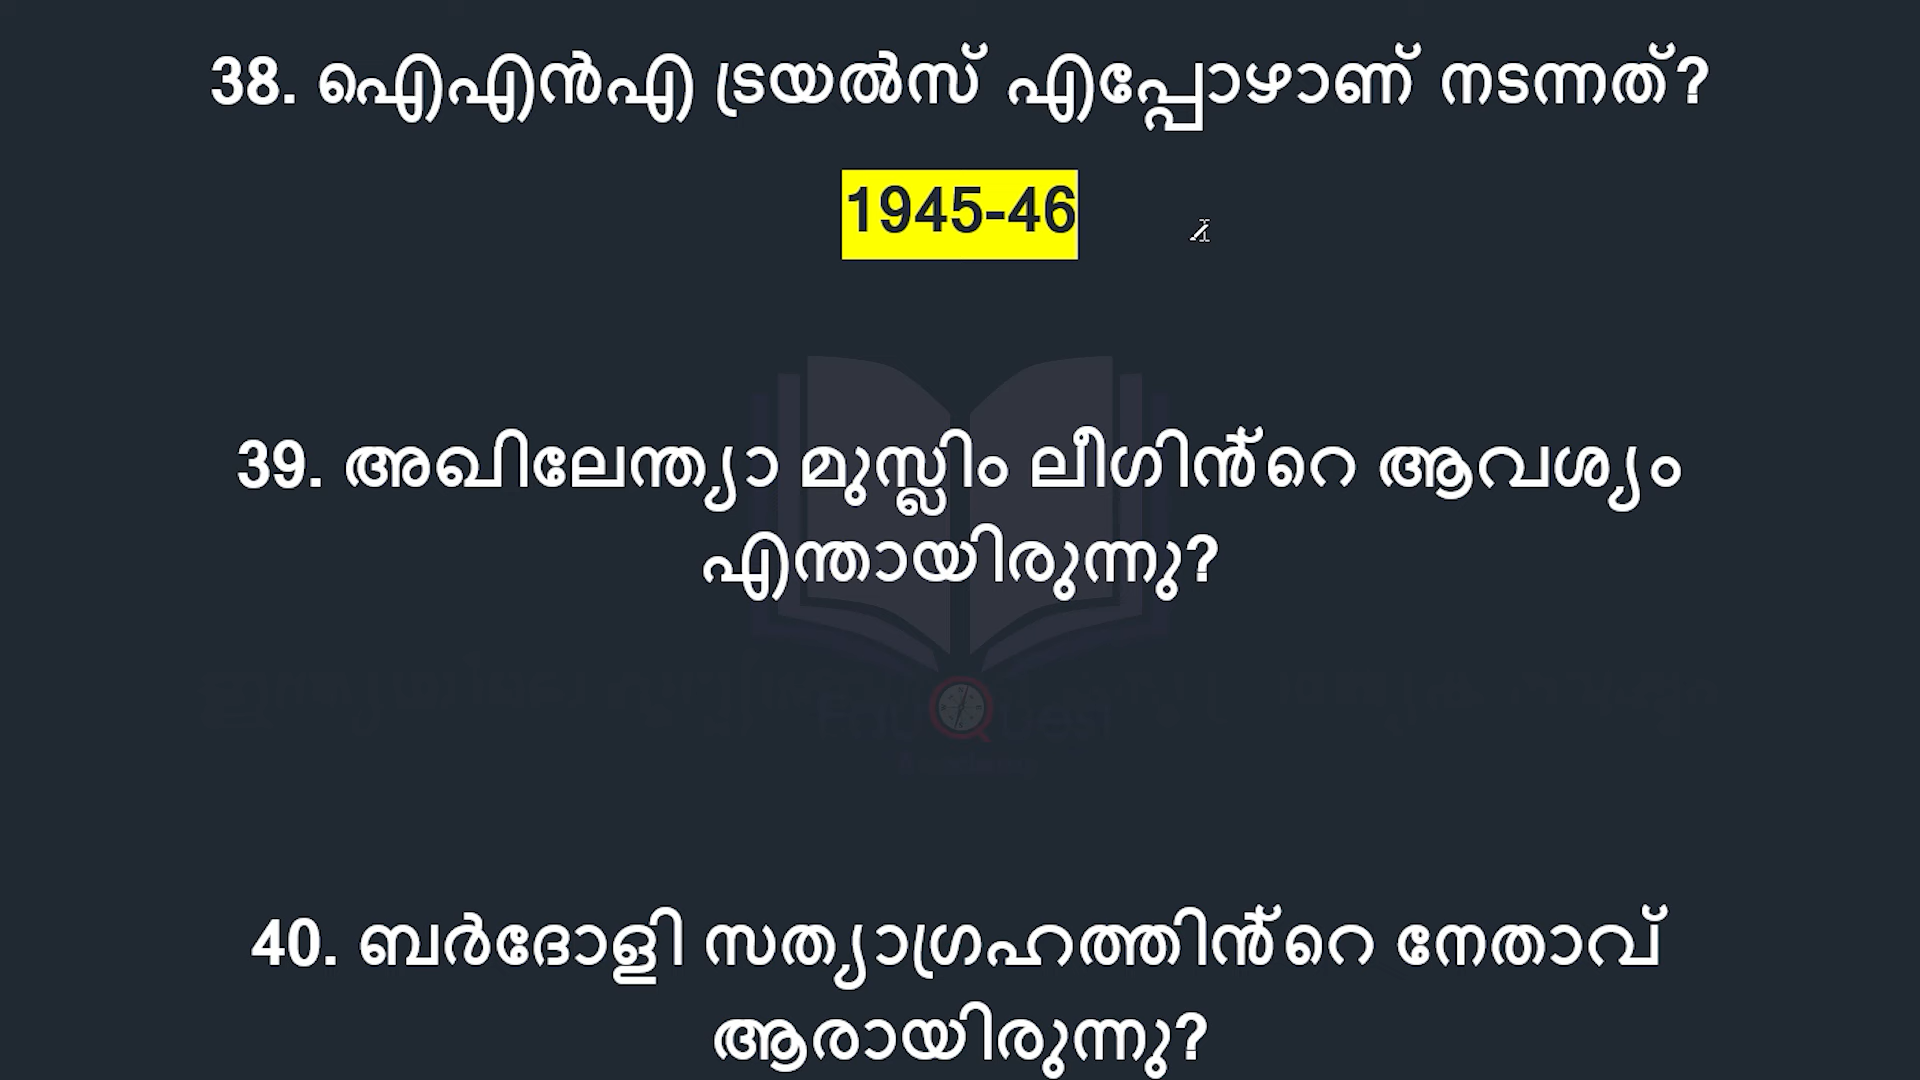 38. ഐഎൻഎ ട്രയൽസ് എപ്പോഴാണ് നടന്നത്?
1945-46
39. അഖിലേന്ത്യാ മുസ്ലിം ലീഗിൻ്റെ ആവശ്യം
എന്തായിരുന്നു?
40. ബർദോളി സത്യാഗ്രഹത്തിൻ്റെ നേതാവ്
ആരായിരുന്നു?